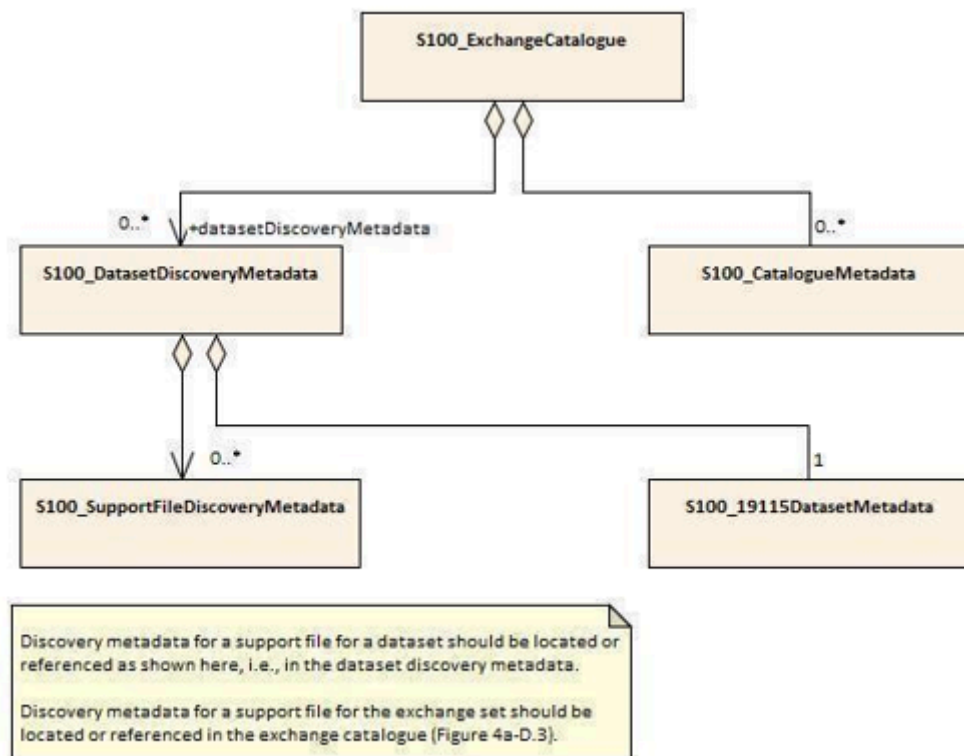 S100_ExchangeCatalogue
0..*
+datasetDiscoveryMetadata
0..*
S100_DatasetDiscoveryMetadata
S100_CatalogueMetadata
0..*
1
S100_SupportFileDiscoveryMetadata
S100_19115DatasetMetadata
Discovery metadata for a support file for a dataset should be located or
referenced as shown here, i.e., in the dataset discovery metadata.
Discovery metadata for a support file for the exchange set should be
located or referenced in the exchange catalogue (Figure 4a-D.3).